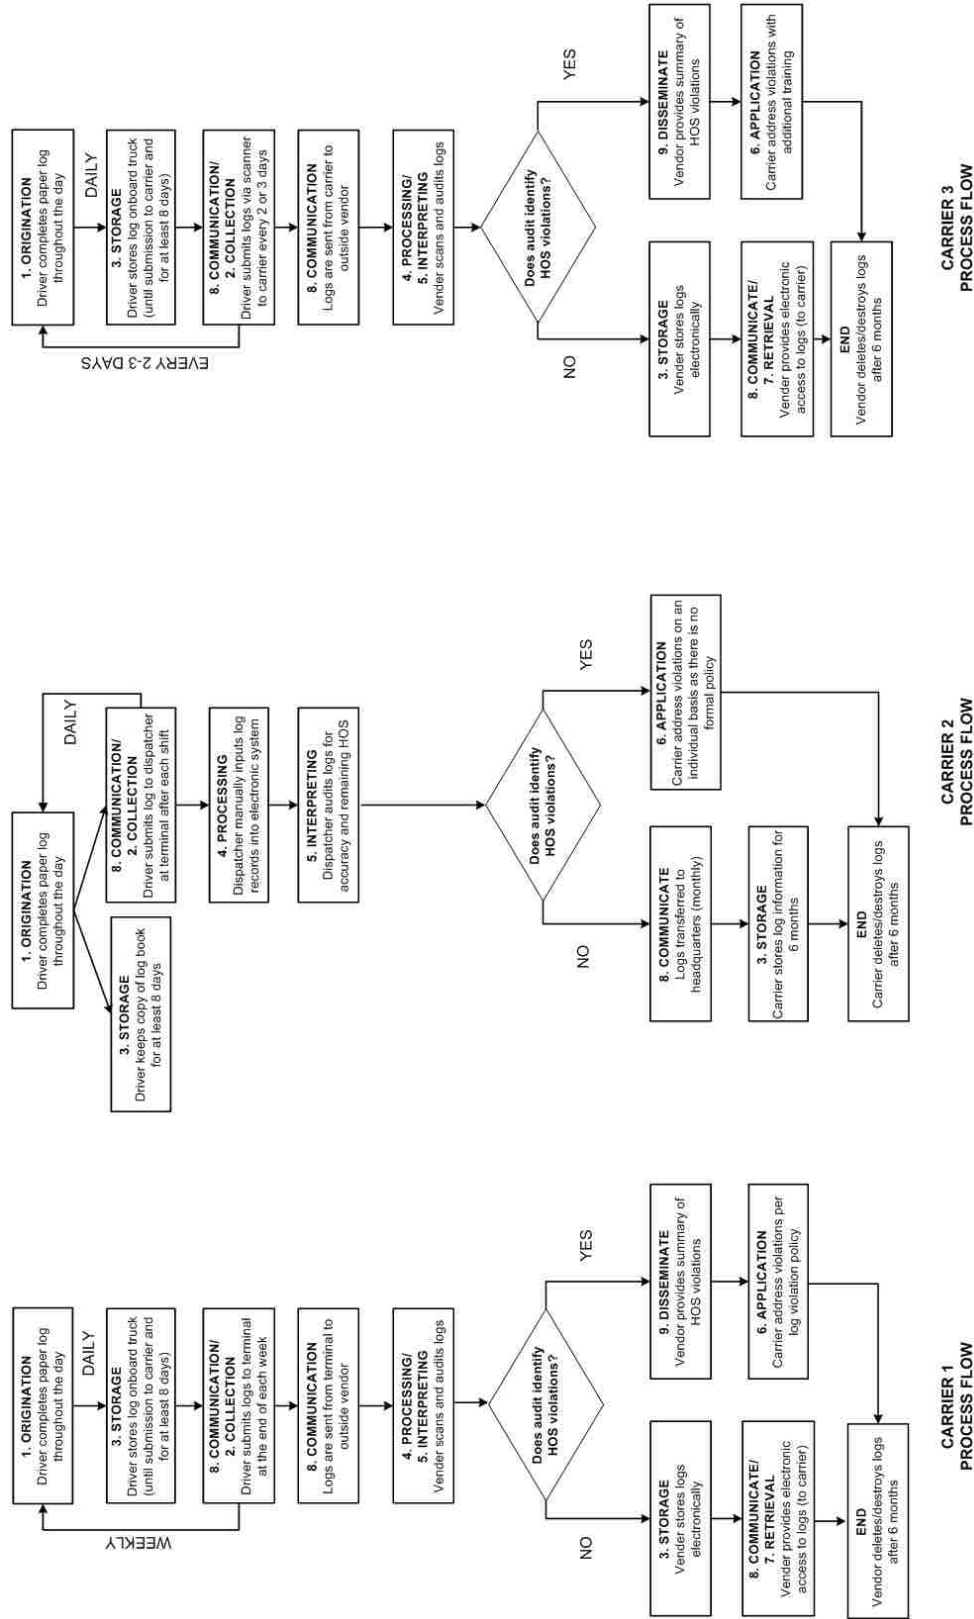 1. ORIGINATION
Driver completes paper log
throughout the day
DAILY
3. STORAGE
Driver stores log onboard truck
(until submission to carrier and
for at least 8 days)
8. COMMUNICATION/
2. COLLECTION
Driver submits logs to terminal
at the end of each week
WEEKLY
8. COMMUNICATION
Logs are sent from terminal to
outside vendor
4. PROCESSING/
5. INTERPRETING
Vender scans and audits logs
Does audit identify
HOS violations?
NO
YES
3. STORAGE
Vender stores logs
electronically
8. COMMUNICATE/
7. RETRIEVAL
Vender provides electronic
access to logs (to carrier)
9. DISSEMINATE
Vendor provides summary of
HOS violations
6. APPLICATION
Carrier address violations per
log violation policy.
END
Vendor deletes/destroys logs
after 6 months
CARRIER 1
PROCESS FLOW
1. ORIGINATION
Driver completes paper log
throughout the day
DAILY
3. STORAGE
Driver keeps copy of log book
for at least 8 days
8. COMMUNICATION/
2. COLLECTION
Driver submits log to dispatcher
at terminal after each shift
4. PROCESSING
Dispatcher manually inputs log
records into electronic system
5. INTERPRETING
Dispatcher audits logs for
accuracy and remaining HOS
Does audit identify
HOS violations?
NO
YES
8. COMMUNICATE
Logs transferred to
headquarters (monthly)
3. STORAGE
Carrier stores log information for
6 months
6. APPLICATION
Carrier address violations on an
individual basis as there is no
formal policy
END
Carrier deletes/destroys logs
after 6 months
CARRIER 2
PROCESS FLOW
1. ORIGINATION
Driver completes paper log
throughout the day
DAILY
3. STORAGE
Driver stores log onboard truck
(until submission to carrier and
for at least 8 days)
8. COMMUNICATION/
2. COLLECTION
Driver submits logs via scanner
to carrier every 2 or 3 days
EVERY 2-3 DAYS
8. COMMUNICATION
Logs are sent from carrier to
outside vendor
4. PROCESSING/
5. INTERPRETING
Vender scans and audits logs
Does audit identify
HOS violations?
NO
YES
3. STORAGE
Vender stores logs
electronically
8. COMMUNICATE/
7. RETRIEVAL
Vender provides electronic
access to logs (to carrier)
9. DISSEMINATE
Vendor provides summary of
HOS violations
6. APPLICATION
Carrier address violations with
additional training
END
Vendor deletes/destroys logs
after 6 months
CARRIER 3
PROCESS FLOW